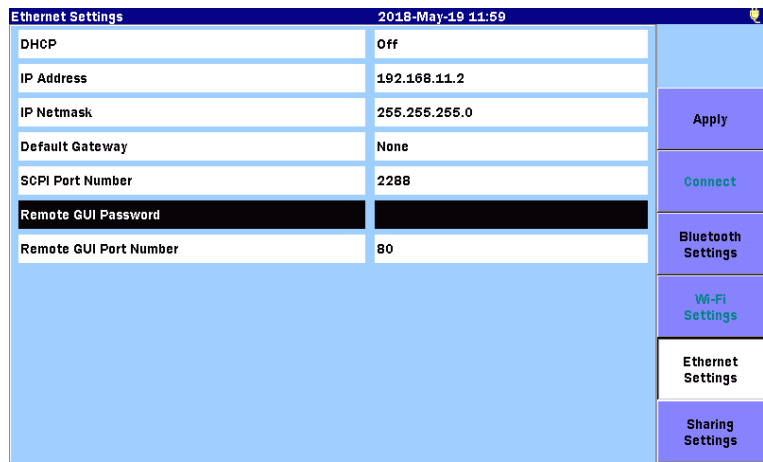 Ethernet Settings 2018-May-19 11:59
DHCP Off
IP Address 192.168.11.2
IP Netmask 255.255.255.0
Default Gateway None
SCPI Port Number 2288
Remote GUI Password
Remote GUI Port Number 80
Apply
Connect
Bluetooth
Settings
Wi-Fi
Settings
Ethernet
Settings
Sharing
Settings